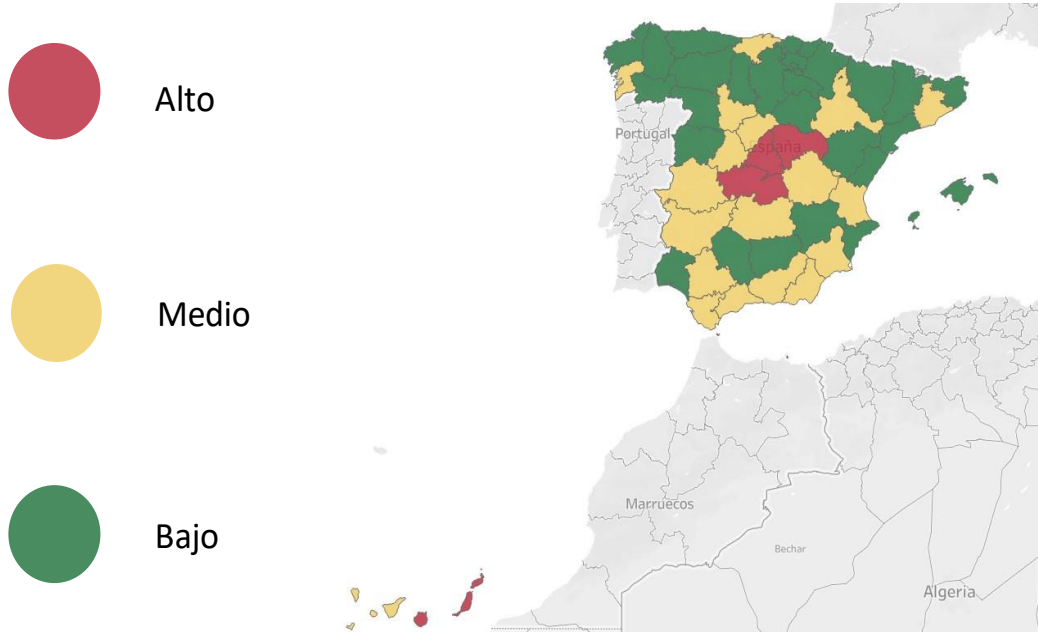 Alto
Portugal
España
Medio
Marruecos
Bajo
Bechar
Algeria